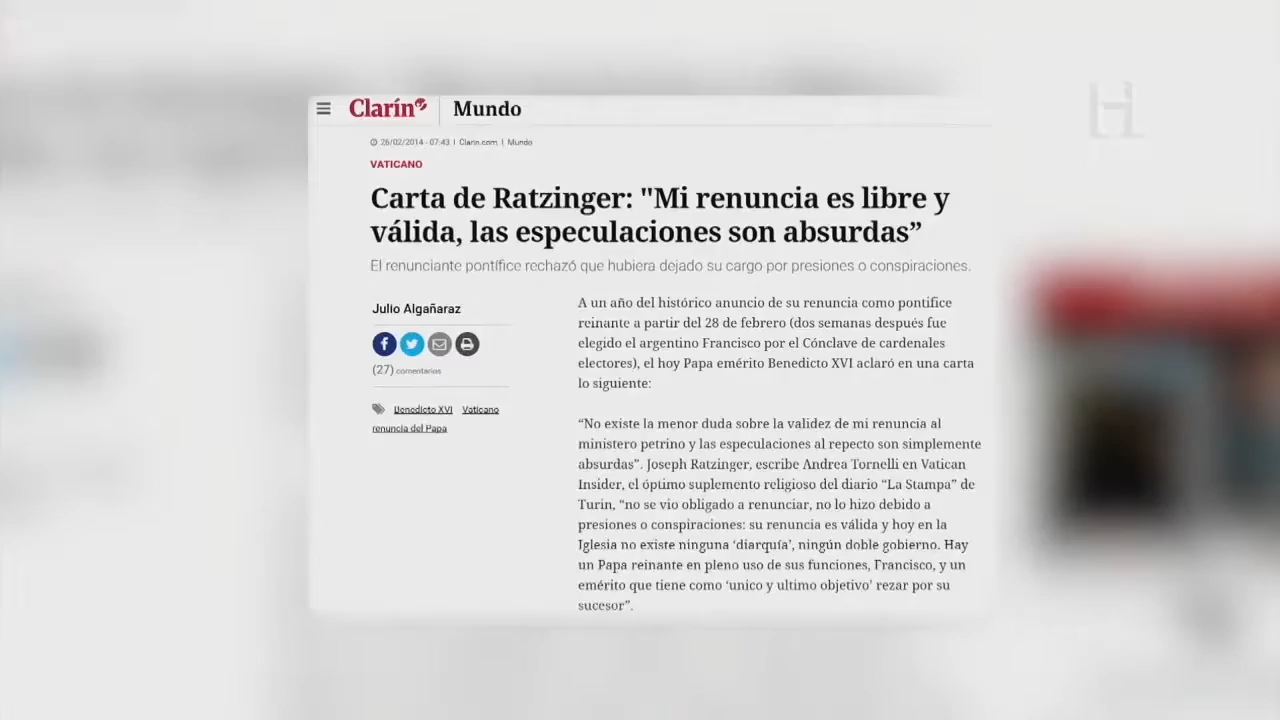 Clarín Mundo
26/02/2014 - 07:43 | Clarin.com | Mundo
VATICANO
Carta de Ratzinger: "Mi renuncia es libre y
válida, las especulaciones son absurdas”
El renunciante pontífice rechazó que hubiera dejado su cargo por presiones o conspiraciones.
Julio Algañaraz
(27) comentarios
Benedicto XVI Vaticano
renuncia del Papa
A un año del histórico anuncio de su renuncia como pontifice
reinante a partir del 28 de febrero (dos semanas después fue
elegido el argentino Francisco por el Cónclave de cardenales
electores), el hoy Papa emérito Benedicto XVI aclaró en una carta
lo siguiente:
“No existe la menor duda sobre la validez de mi renuncia al
ministero petrino y las especulaciones al repecto son simplemente
absurdas”. Joseph Ratzinger, escribe Andrea Tornelli en Vatican
Insider, el óptimo suplemento religioso del diario “La Stampa” de
Turin, “no se vio obligado a renunciar, no lo hizo debido a
presiones o conspiraciones: su renuncia es válida y hoy en la
Iglesia no existe ninguna ‘diarquía’, ningún doble gobierno. Hay
un Papa reinante en pleno uso de sus funciones, Francisco, y un
emérito que tiene como ‘unico y ultimo objetivo’ rezar por su
sucesor”.
H